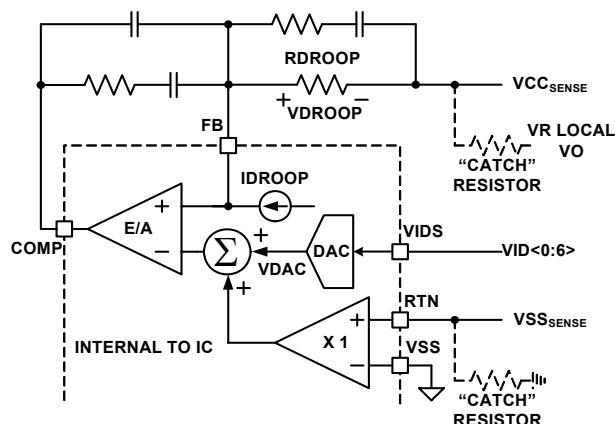 RDROOP
VCCSENSE
+ VDROOP −
FB
VR LOCAL
VO
"CATCH"
RESISTOR
IDROOP
+
E/A
−
COMP
Σ
+
+
VDAC
DAC
VIDS
VID<0:6>
RTN
+
X 1
−
VSSSENSE
VSS
INTERNAL TO IC
"CATCH"
RESISTOR